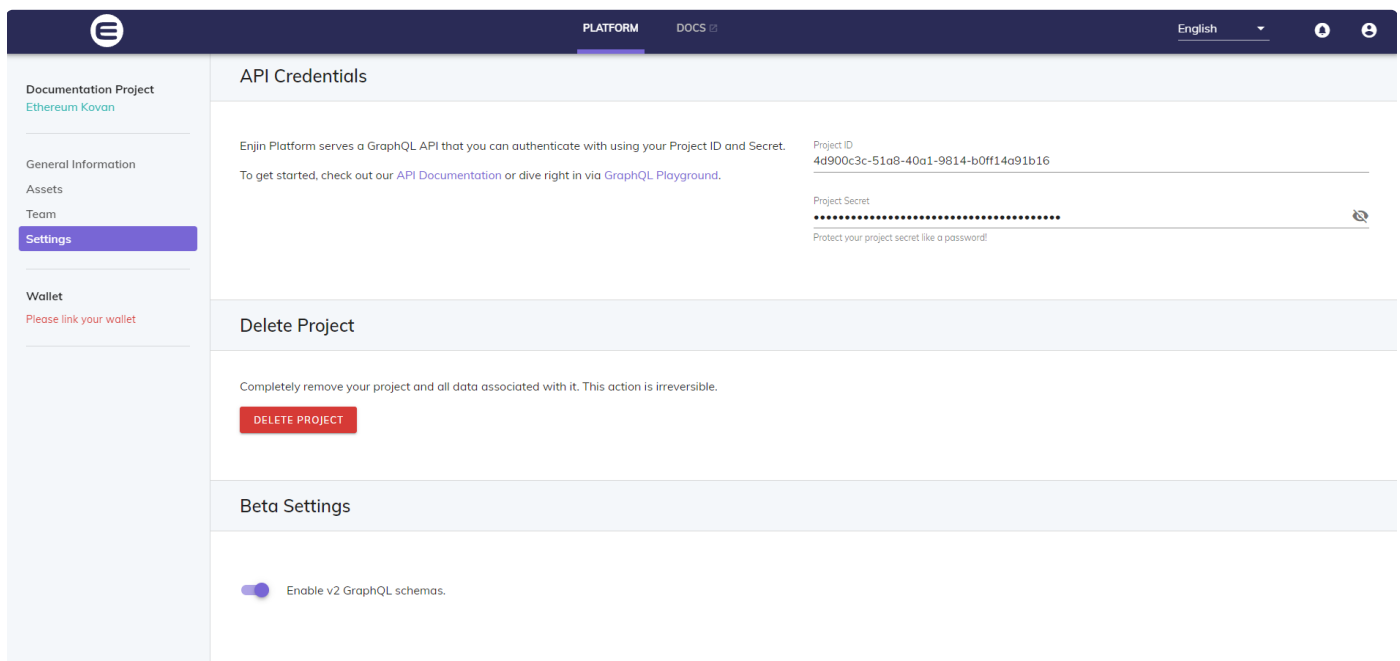 PLATFORM
DOCS
English
Documentation Project
Ethereum Kovan
General Information
Assets
Team
Settings
Wallet
Please link your wallet
API Credentials
Enjin Platform serves a GraphQL API that you can authenticate with using your Project ID and Secret.
To get started, check out our API Documentation or dive right in via GraphQL Playground.
Project ID
4d900c3c-51a8-40a1-9814-b0ff14a91b16
Project Secret
••••••••••••••••••••••••••••••••••••••••
Protect your project secret like a password!
Delete Project
Completely remove your project and all data associated with it. This action is irreversible.
DELETE PROJECT
Beta Settings
Enable v2 GraphQL schemas.